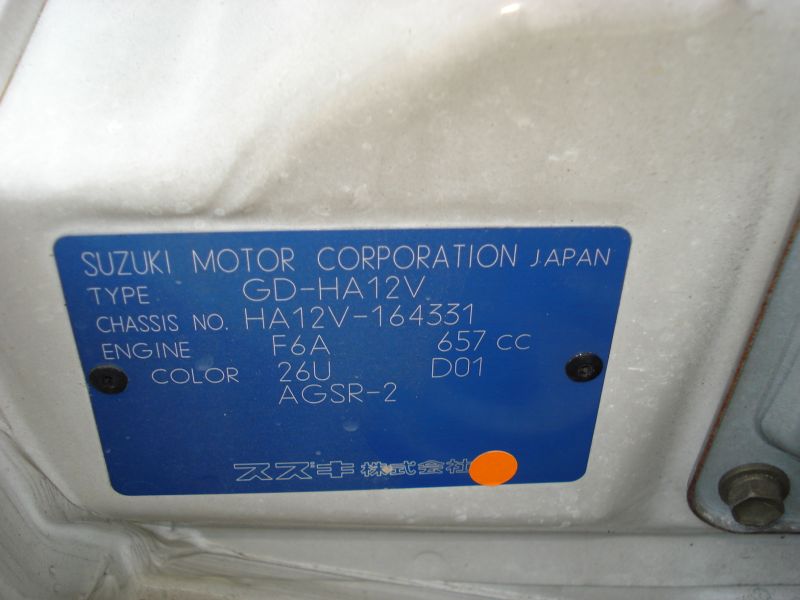 SUZUKI MOTOR CORPORATION JAPAN
TYPE GD-HA12V
CHASSIS NO. HA12V-164331
ENGINE F6A 657 CC
COLOR 26U D01
AGSR-2
スズキ株式会社